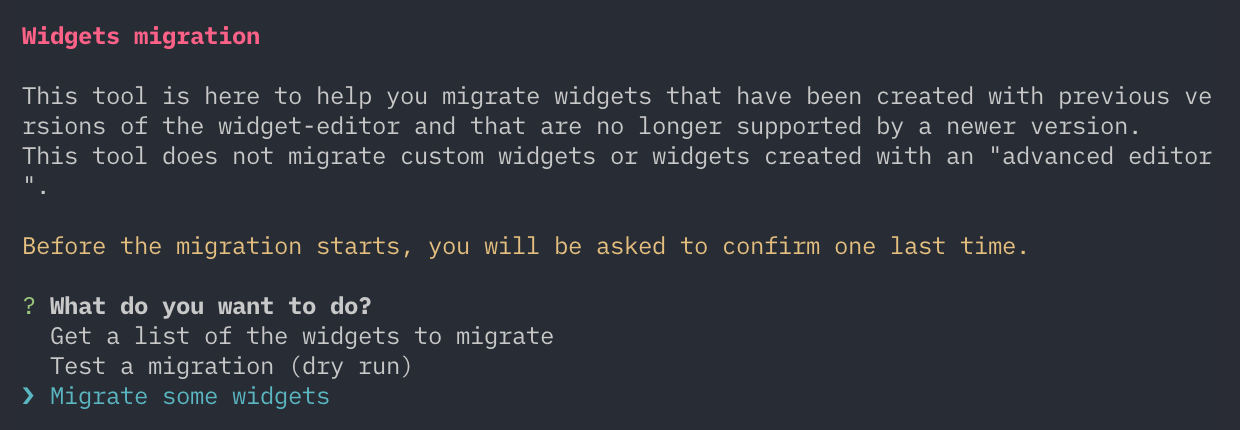 Widgets migration
This tool is here to help you migrate widgets that have been created with previous ve
rsions of the widget-editor and that are no longer supported by a newer version.
This tool does not migrate custom widgets or widgets created with an "advanced editor
".
Before the migration starts, you will be asked to confirm one last time.
? What do you want to do?
Get a list of the widgets to migrate
Test a migration (dry run)
❯ Migrate some widgets